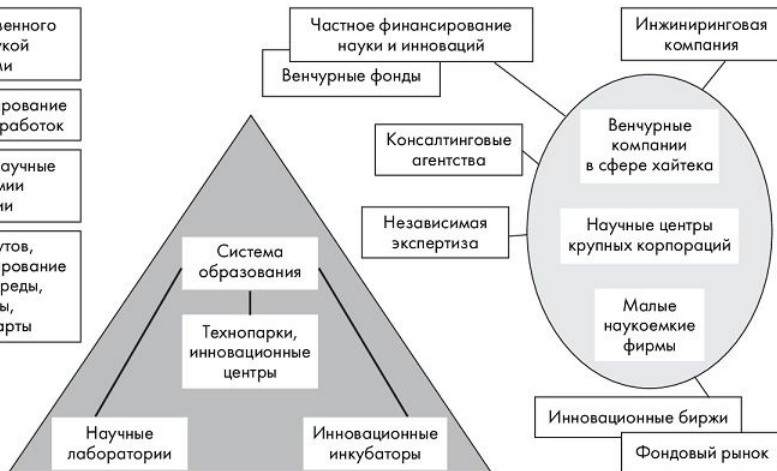 Частное финансирование
науки и инноваций
Венчурные фонды
Инжиниринговая
компания
Консалтинговые
агентства
Независимая
экспертиза
Венчурные
компании
в сфере хайтека
Научные центры
крупных корпораций
Малые
наукоемкие
фирмы
Инновационные биржи
Фондовый рынок
Система
образования
Технопарки,
инновационные
центры
Научные
лаборатории
Инновационные
инкубаторы